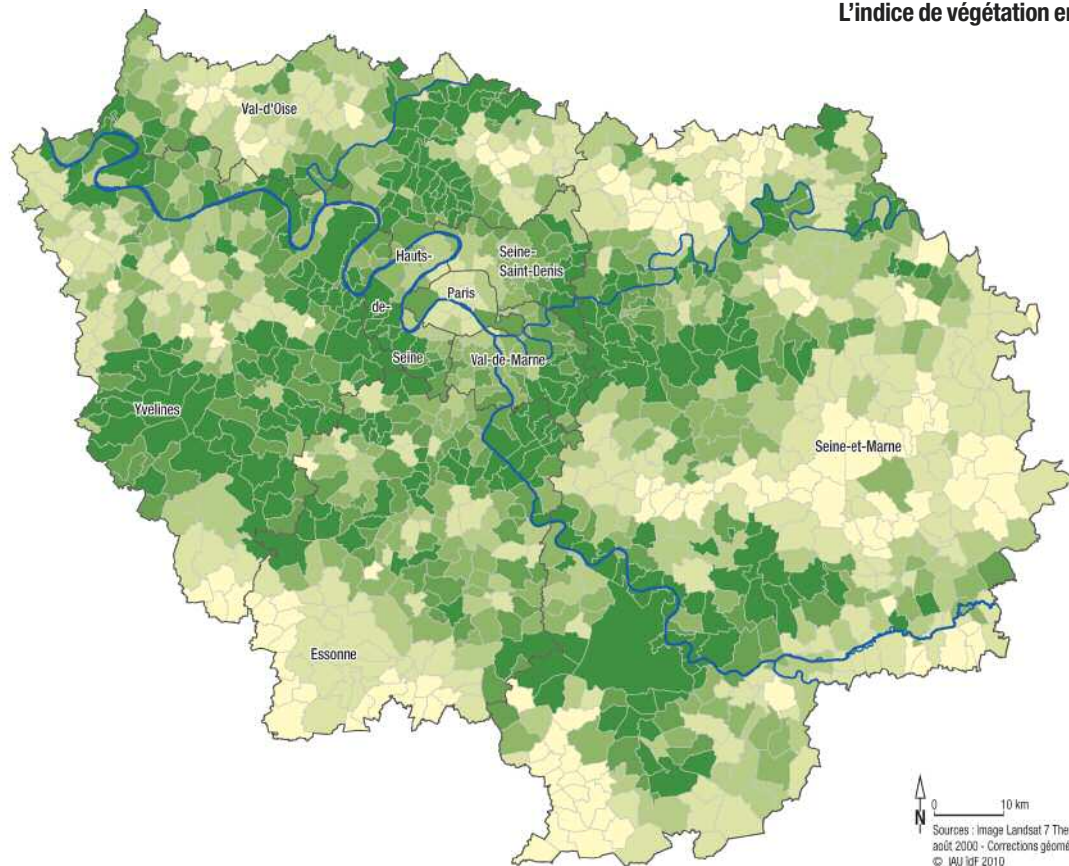 L'indice de végétation en
Val-d'Oise
Hauts-
Seine-
Saint-Denis
Paris
de-
Seine
Val-de-Marne
Yvelines
Seine-et-Marne
Essonne
N
0 10 km
Sources : Image Landsat 7 The
août 2000 - Corrections géomé
© IAU îdF 2010